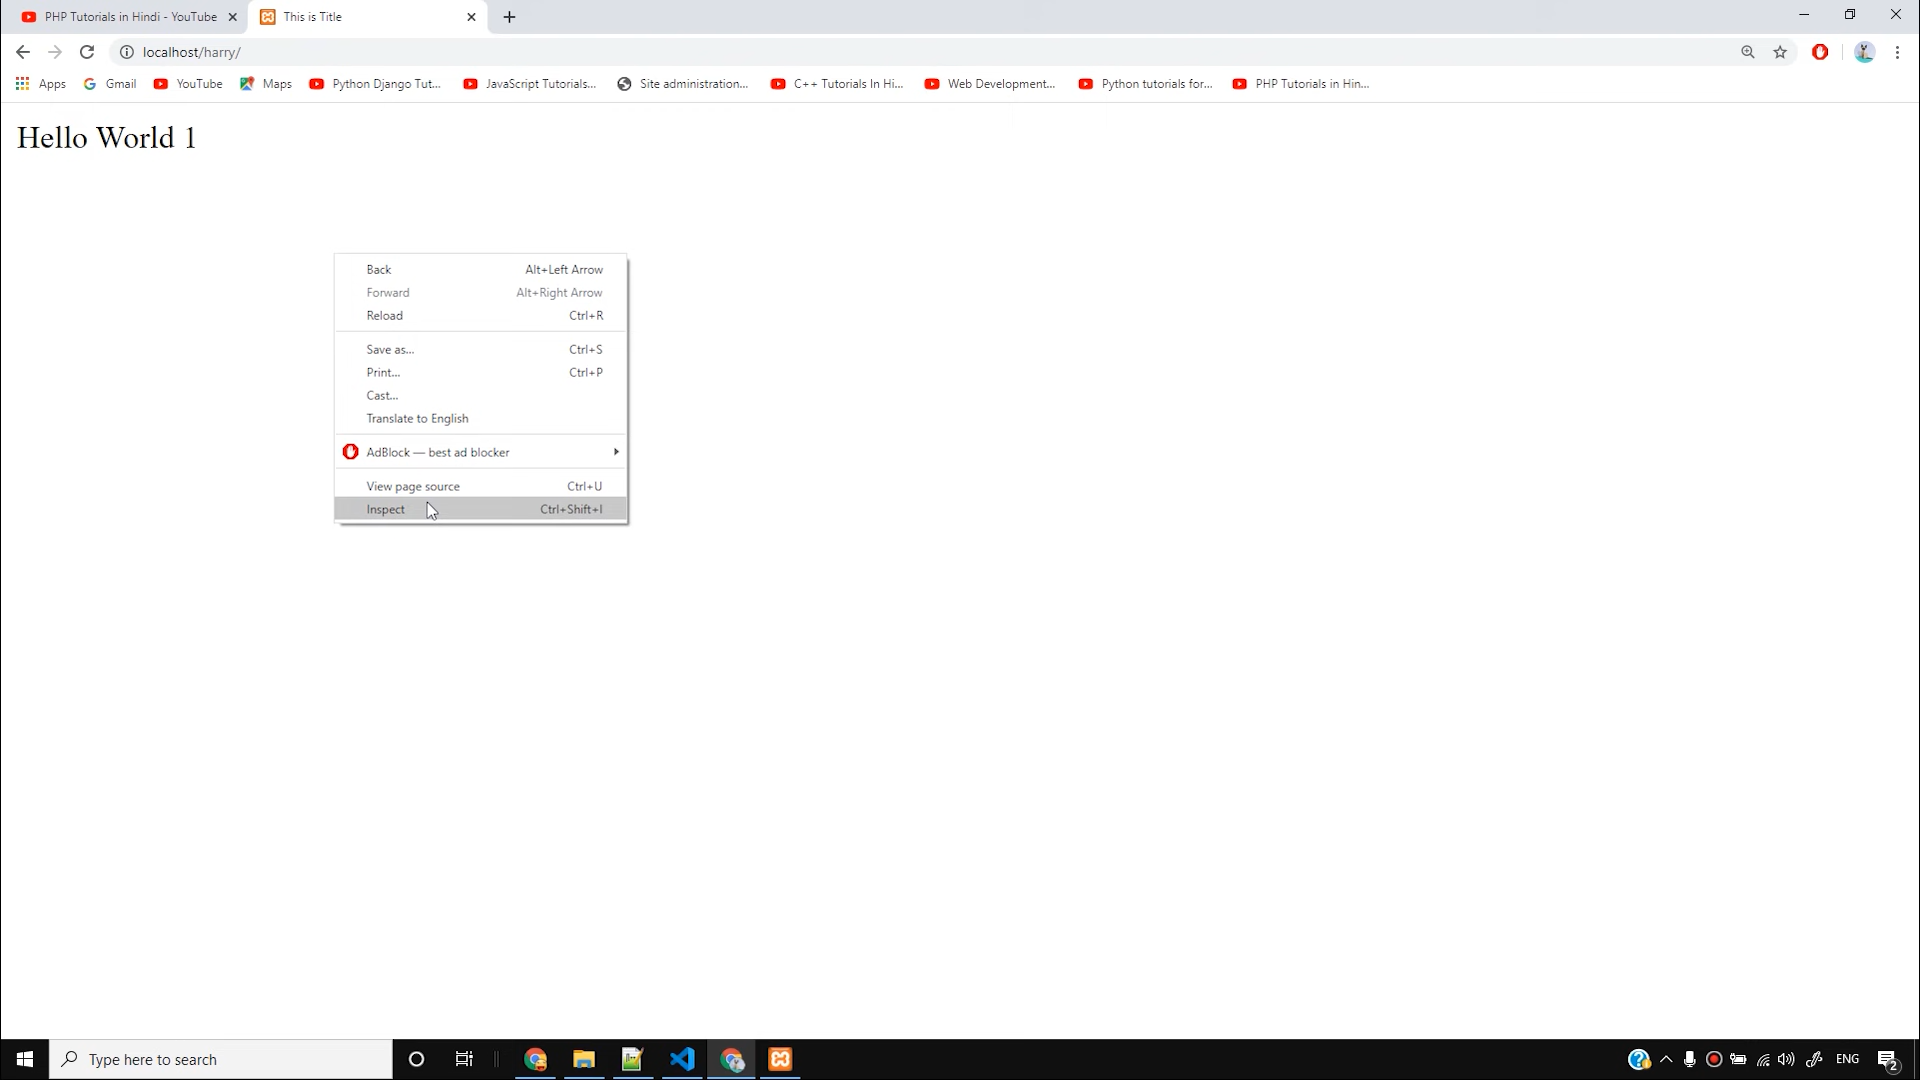 PHP Tutorials in Hindi - YouTube
This is Title
localhost/harry/
Apps
Gmail
YouTube
Maps
Python Django Tut...
JavaScript Tutorials...
Site administration...
C++ Tutorials In Hi...
Web Development...
Python tutorials for...
PHP Tutorials in Hin...
Hello World 1
Back Alt+Left Arrow
Forward Alt+Right Arrow
Reload Ctrl+R
Save as... Ctrl+S
Print... Ctrl+P
Cast...
Translate to English
AdBlock — best ad blocker
View page source Ctrl+U
Inspect Ctrl+Shift+I
Type here to search
ENG
2